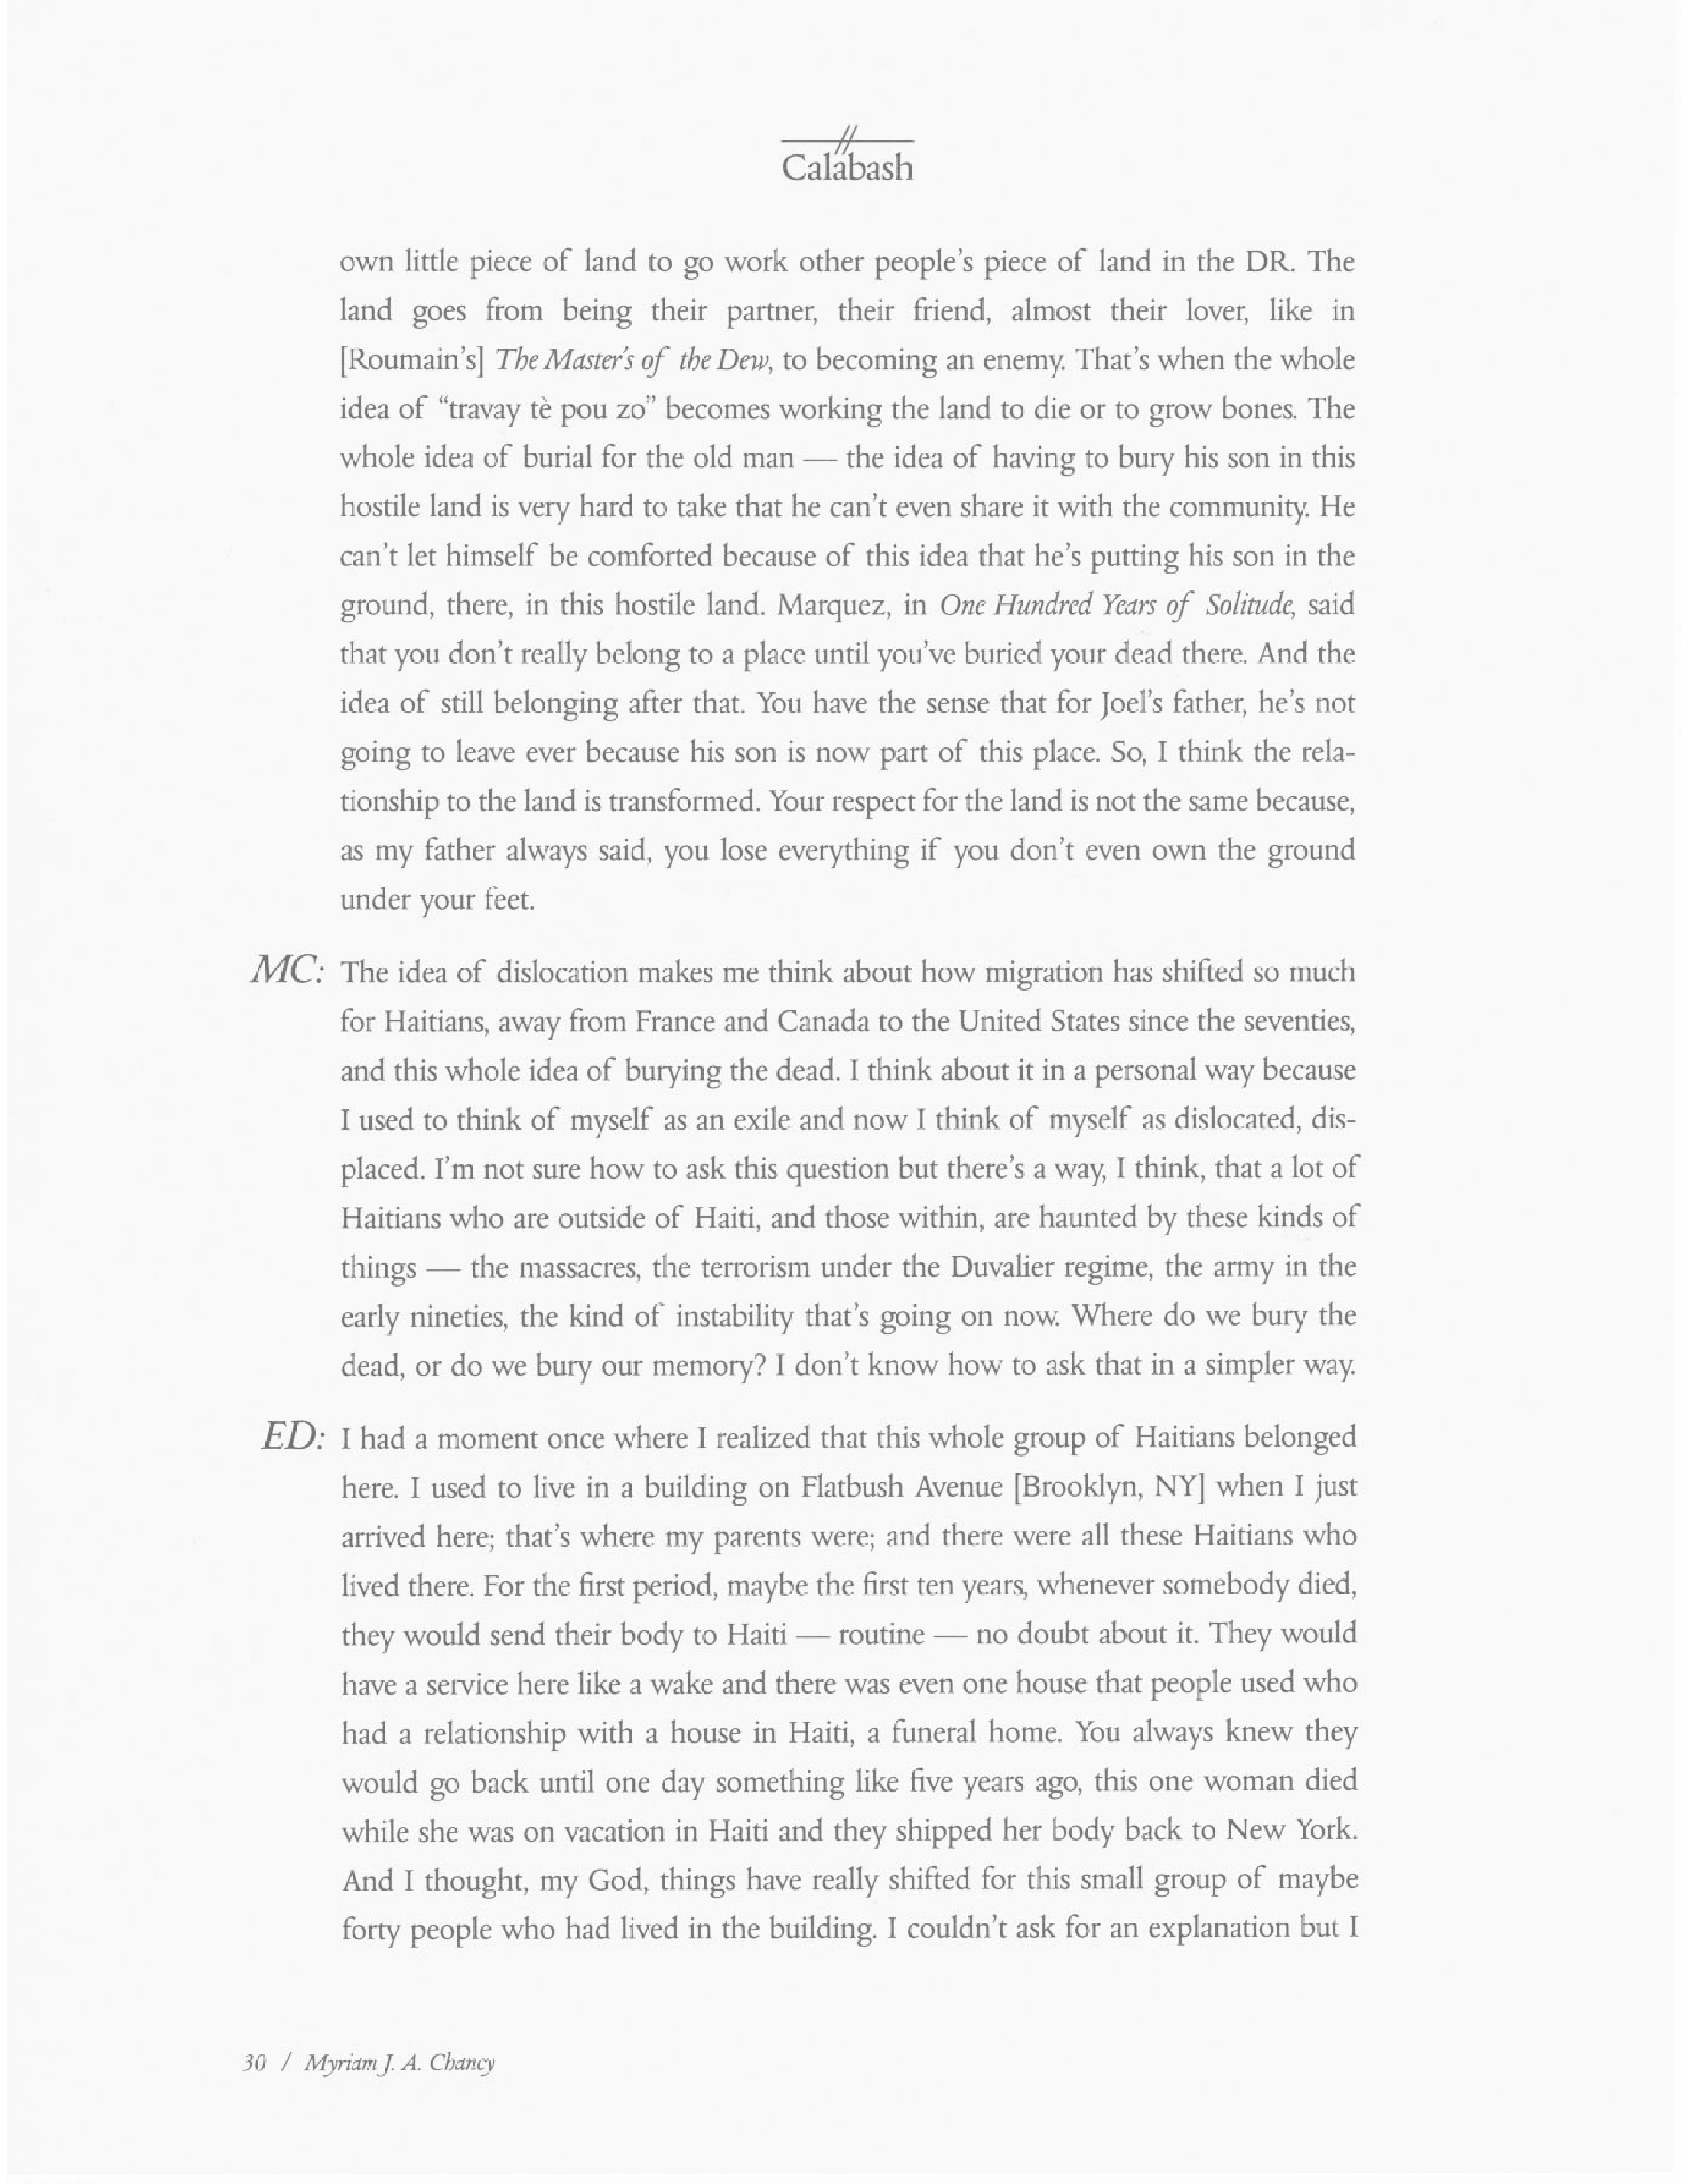 Calabash
own little piece of land to go work other people's piece of land in the DR. The
land goes from being their partner, their friend, almost their lover, like in
[Roumain's] The Master's of the Dew, to becoming an enemy. That's when the whole
idea of “travay tè pou zo” becomes working the land to die or to grow bones. The
whole idea of burial for the old man — the idea of having to bury his son in this
hostile land is very hard to take that he can't even share it with the community. He
can't let himself be comforted because of this idea that he's putting his son in the
ground, there, in this hostile land. Marquez, in One Hundred Years of Solitude, said
that you don't really belong to a place until you've buried your dead there. And the
idea of still belonging after that. You have the sense that for Joel's father, he's not
going to leave ever because his son is now part of this place. So, I think the rela-
tionship to the land is transformed. Your respect for the land is not the same because,
as my father always said, you lose everything if you don't even own the ground
under your feet.
MC: The idea of dislocation makes me think about how migration has shifted so much
for Haitians, away from France and Canada to the United States since the seventies,
and this whole idea of burying the dead. I think about it in a personal way because
I used to think of myself as an exile and now I think of myself as dislocated, dis-
placed. I'm not sure how to ask this question but there's a way, I think, that a lot of
Haitians who are outside of Haiti, and those within, are haunted by these kinds of
things — the massacres, the terrorism under the Duvalier regime, the army in the
early nineties, the kind of instability that's going on now. Where do we bury the
dead, or do we bury our memory? I don't know how to ask that in a simpler way.
ED: I had a moment once where I realized that this whole group of Haitians belonged
here. I used to live in a building on Flatbush Avenue [Brooklyn, NY] when I just
arrived here; that's where my parents were; and there were all these Haitians who
lived there. For the first period, maybe the first ten years, whenever somebody died,
they would send their body to Haiti — routine — no doubt about it. They would
have a service here like a wake and there was even one house that people used who
had a relationship with a house in Haiti, a funeral home. You always knew they
would go back until one day something like five years ago, this one woman died
while she was on vacation in Haiti and they shipped her body back to New York.
And I thought, my God, things have really shifted for this small group of maybe
forty people who had lived in the building. I couldn't ask for an explanation but I
30 / Myriam J. A. Chancy